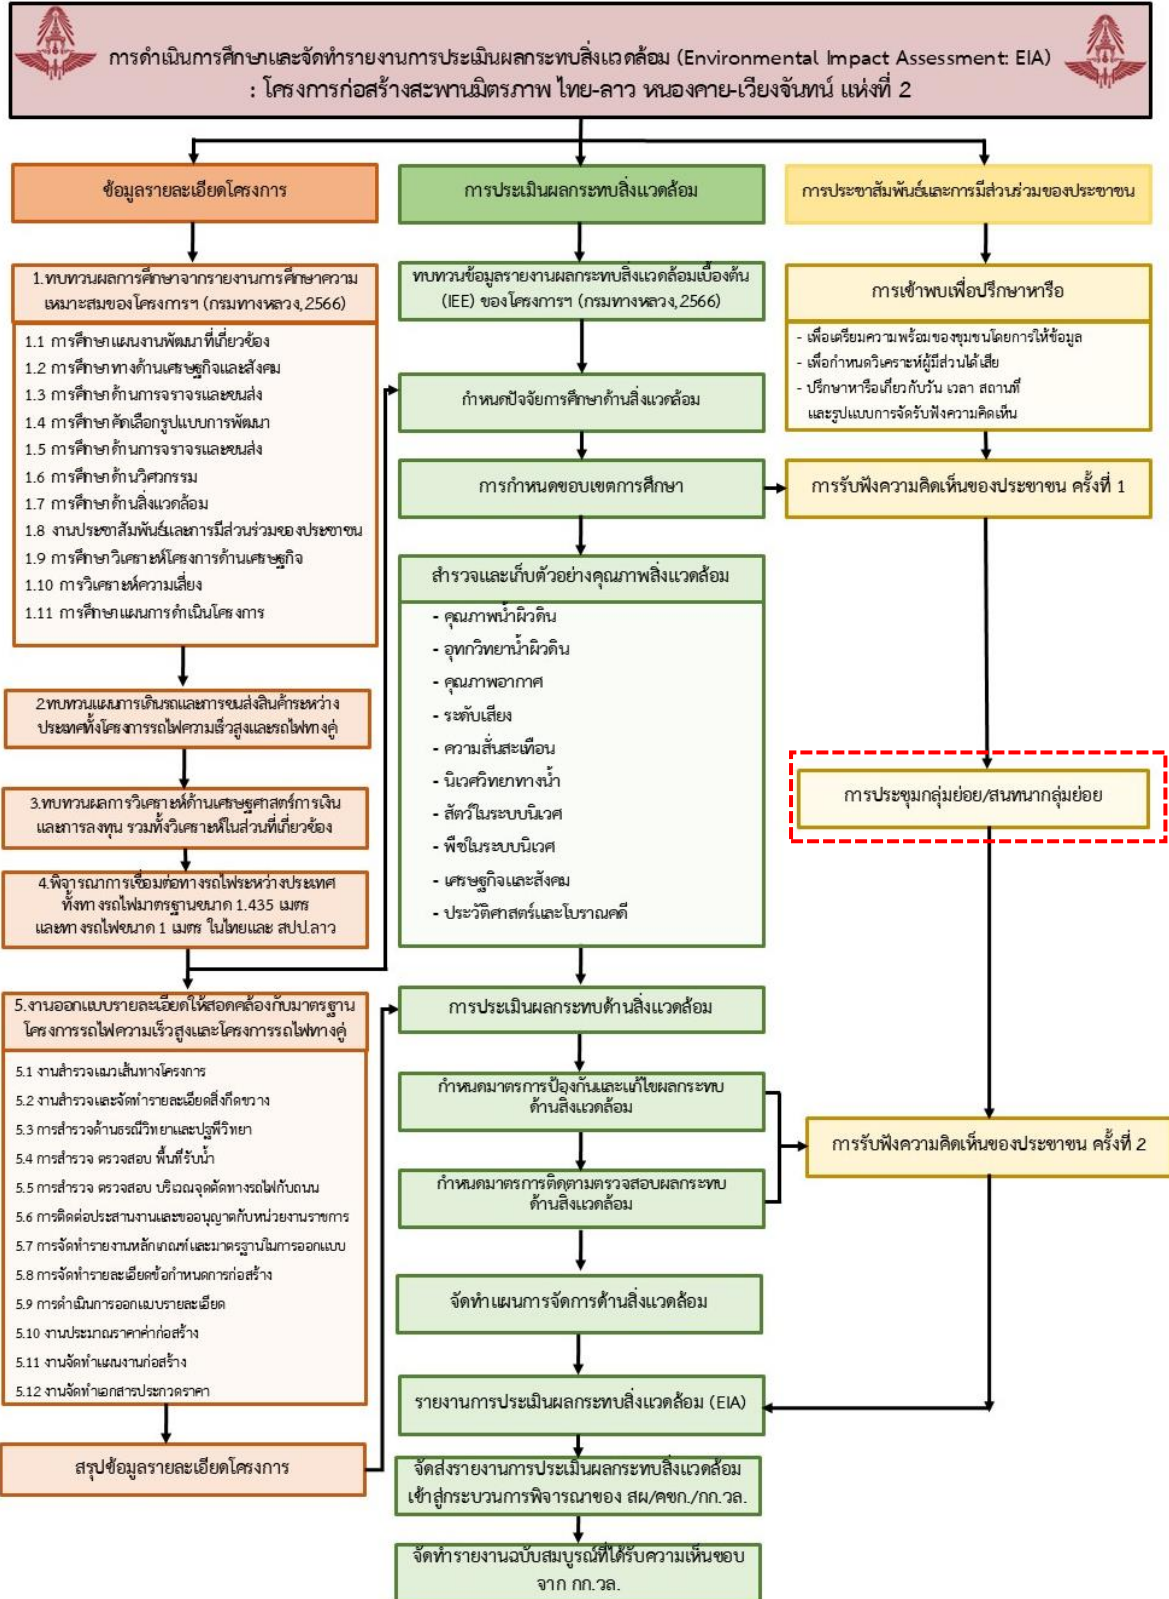 การดำเนินการศึกษาและจัดทำรายงานการประเมินผลกระทบสิ่งแวดล้อม (Environmental Impact Assessment: EIA)
: โครงการก่อสร้างสะพานมิตรภาพ ไทย-ลาว หนองคาย-เวียงจันทน์ แห่งที่ 2
ข้อมูลรายละเอียดโครงการ
1.ทบทวนผลการศึกษาจากรายงานการศึกษาความ
เหมาะสมของโครงการฯ (กรมทางหลวง,2566)
1.1 การศึกษาแผนงานพัฒนาที่เกี่ยวข้อง
1.2 การศึกษาทางด้านเศรษฐกิจและสังคม
1.3 การศึกษาด้านการจราจรและขนส่ง
1.4 การศึกษาคัดเลือกรูปแบบการพัฒนา
1.5 การศึกษาด้านการจราจรและขนส่ง
1.6 การศึกษาด้านวิศวกรรม
1.7 การศึกษาด้านสิ่งแวดล้อม
1.8 งานประชาสัมพันธ์และการมีส่วนร่วมของประชาชน
1.9 การศึกษาวิเคราะห์โครงการด้านเศรษฐกิจ
1.10 การวิเคราะห์ความเสี่ยง
1.11 การศึกษาแผนการดำเนินโครงการ
2.ทบทวนแผนการเดินรถและการขนส่งสินค้าระหว่าง
ประเทศทั้งโครงการรถไฟความเร็วสูงและรถไฟทางคู่
3.ทบทวนผลการวิเคราะห์ด้านเศรษฐศาสตร์การเงิน
และการลงทุน รวมทั้งวิเคราะห์ในส่วนที่เกี่ยวข้อง
4.พิจารณาการเชื่อมต่อทางรถไฟระหว่างประเทศ
ทั้งทางรถไฟมาตรฐานขนาด 1.435 เมตร
และทางรถไฟขนาด 1 เมตร ในไทยและ สปป.ลาว
5.งานออกแบบรายละเอียดให้สอดคล้องกับมาตรฐาน
โครงการรถไฟความเร็วสูงและโครงการรถไฟทางคู่
5.1 งานสำรวจแนวเส้นทางโครงการ
5.2 งานสำรวจและจัดทำรายละเอียดสิ่งกีดขวาง
5.3 การสำรวจด้านธรณีวิทยาและปฐพีวิทยา
5.4 การสำรวจ ตรวจสอบ พื้นที่รับน้ำ
5.5 การสำรวจ ตรวจสอบ บริเวณจุดตัดทางรถไฟกับถนน
5.6 การติดต่อประสานงานและขออนุญาตกับหน่วยงานราชการ
5.7 การจัดทำรายงานหลักเกณฑ์และมาตรฐานในการออกแบบ
5.8 การจัดทำรายละเอียดข้อกำหนดการก่อสร้าง
5.9 การดำเนินการออกแบบรายละเอียด
5.10 งานประมาณราคาค่าก่อสร้าง
5.11 งานจัดทำแผนงานก่อสร้าง
5.12 งานจัดทำเอกสารประกวดราคา
สรุปข้อมูลรายละเอียดโครงการ
การประเมินผลกระทบสิ่งแวดล้อม
ทบทวนข้อมูลรายงานผลกระทบสิ่งแวดล้อมเบื้องต้น
(IEE) ของโครงการฯ (กรมทางหลวง,2566)
กำหนดปัจจัยการศึกษาด้านสิ่งแวดล้อม
การกำหนดขอบเขตการศึกษา
สำรวจและเก็บตัวอย่างคุณภาพสิ่งแวดล้อม
- คุณภาพน้ำผิวดิน
- อุทกวิทยาน้ำผิวดิน
- คุณภาพอากาศ
- ระดับเสียง
- ความสั่นสะเทือน
- นิเวศวิทยาทางน้ำ
- สัตว์ในระบบนิเวศ
- พืชในระบบนิเวศ
- เศรษฐกิจและสังคม
- ประวัติศาสตร์และโบราณคดี
การประเมินผลกระทบด้านสิ่งแวดล้อม
กำหนดมาตรการป้องกันและแก้ไขผลกระทบ
ด้านสิ่งแวดล้อม
กำหนดมาตรการติดตามตรวจสอบผลกระทบ
ด้านสิ่งแวดล้อม
จัดทำแผนการจัดการด้านสิ่งแวดล้อม
รายงานการประเมินผลกระทบสิ่งแวดล้อม (EIA)
จัดส่งรายงานการประเมินผลกระทบสิ่งแวดล้อม
เข้าสู่กระบวนการพิจารณาของ สผ/คชก./กก.วล.
จัดทำรายงานฉบับสมบูรณ์ที่ได้รับความเห็นชอบ
จาก กก.วล.
การประชาสัมพันธ์และการมีส่วนร่วมของประชาชน
การเข้าพบเพื่อปรึกษาหารือ
- เพื่อเตรียมความพร้อมของชุมชนโดยการให้ข้อมูล
- เพื่อกำหนดวิเคราะห์ผู้มีส่วนได้เสีย
- ปรึกษาหารือเกี่ยวกับวัน เวลา สถานที่
และรูปแบบการจัดรับฟังความคิดเห็น
การรับฟังความคิดเห็นของประชาชน ครั้งที่ 1
การประชุมกลุ่มย่อย/สนทนากลุ่มย่อย
การรับฟังความคิดเห็นของประชาชน ครั้งที่ 2